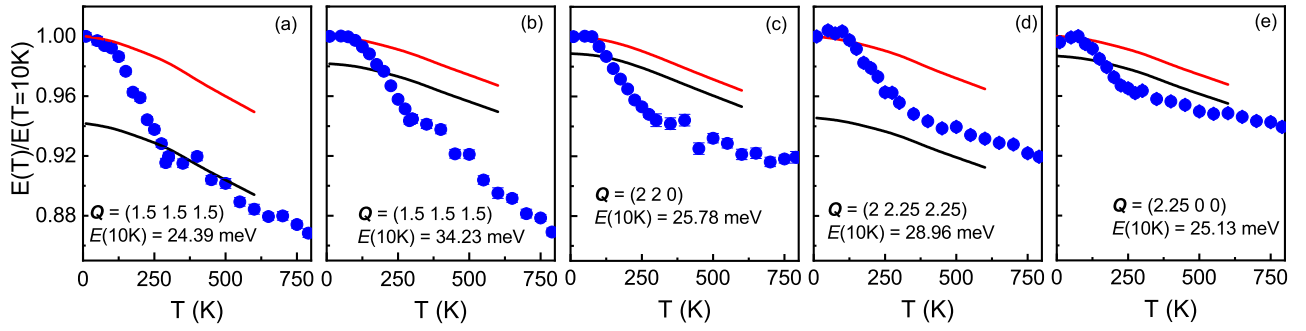 (a) (b) (c) (d) (e)
1.00
0.96
0.92
0.88
E(T)/E(T=10K)
Q = (1.5 1.5 1.5)
E(10K) = 24.39 meV
Q = (1.5 1.5 1.5)
E(10K) = 34.23 meV
Q = (2 2 0)
E(10K) = 25.78 meV
Q = (2 2.25 2.25)
E(10K) = 28.96 meV
Q = (2.25 0 0)
E(10K) = 25.13 meV
0 250 500 750 0 250 500 750 0 250 500 750 0 250 500 750 0 250 500 750
T (K) T (K) T (K) T (K) T (K)